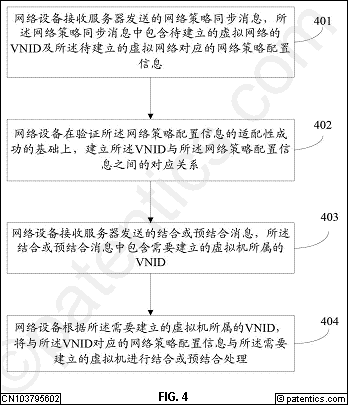 网络设备接收服务器发送的网络策略同步消息，所
述网络策略同步消息中包含待建立的虚拟网络的
VNID及所述待建立的虚拟网络对应的网络策略配置
信息
401
网络设备在验证所述网络策略配置信息的适配性成
功的基础上，建立所述VNID与所述网络策略配置信
息之间的对应关系
402
网络设备接收服务器发送的结合或预结合消息，所述
结合或预结合消息中包含需要建立的虚拟机所属的
VNID
403
网络设备根据所述需要建立的虚拟机所属的VNID，
将与所述VNID对应的网络策略配置信息与所述需要
建立的虚拟机进行结合或预结合处理
404
© patentics.com
CN103795602
FIG. 4
© patentics.com